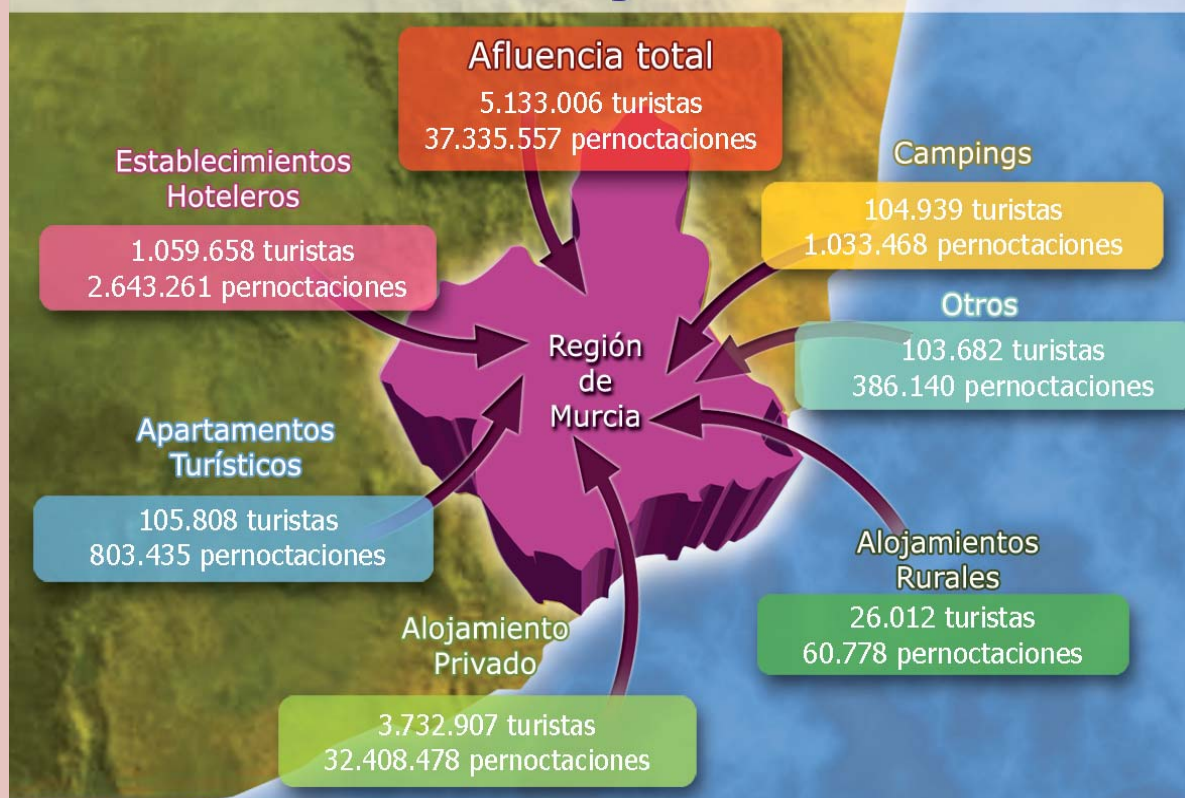 Afluencia total
5.133.006 turistas
37.335.557 pernoctaciones
Establecimientos
Hoteleros
1.059.658 turistas
2.643.261 pernoctaciones
Campings
104.939 turistas
1.033.468 pernoctaciones
Otros
103.682 turistas
386.140 pernoctaciones
Región
de
Murcia
Apartamentos
Turísticos
105.808 turistas
803.435 pernoctaciones
Alojamientos
Rurales
26.012 turistas
60.778 pernoctaciones
Alojamiento
Privado
3.732.907 turistas
32.408.478 pernoctaciones